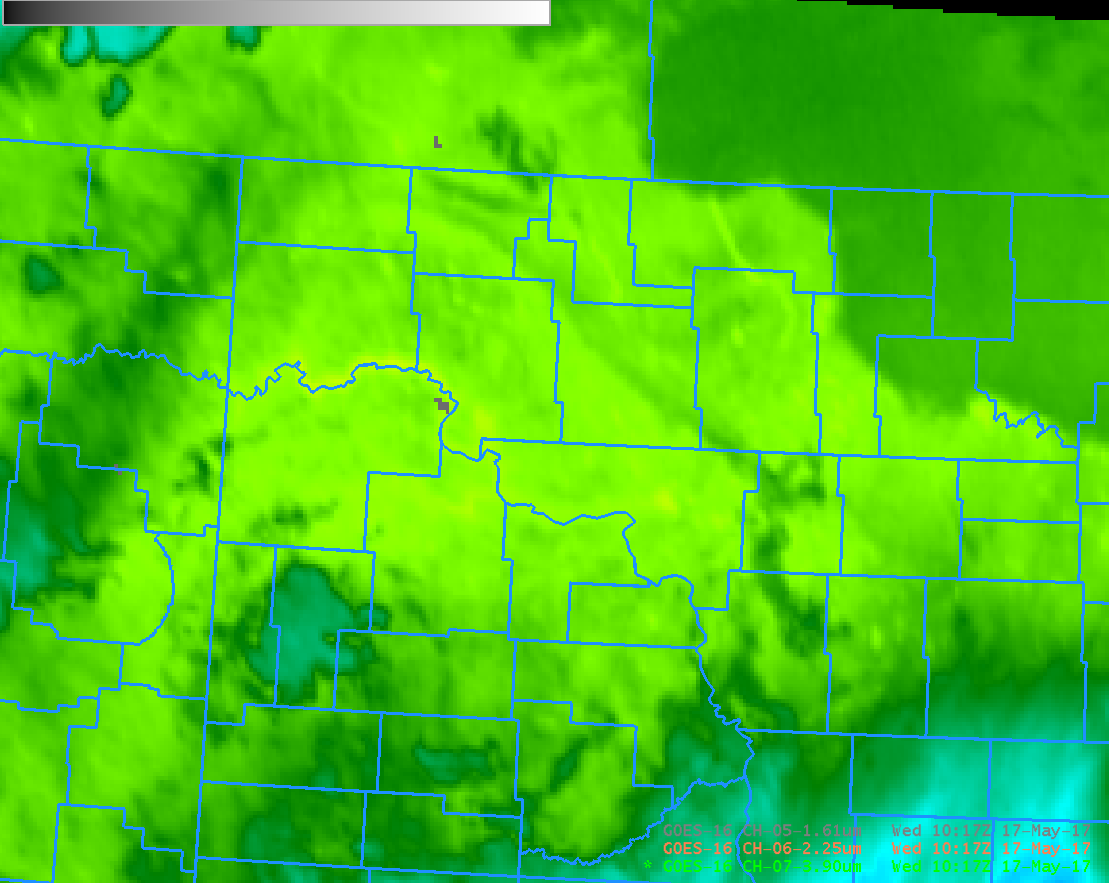 GOES-16 CH-05-1.61um Wed 10:17Z 17-May-17
GOES-16 CH-06-2.25um Wed 10:17Z 17-May-17
* GOES-16 CH-07-3.90um Wed 10:17Z 17 May 17